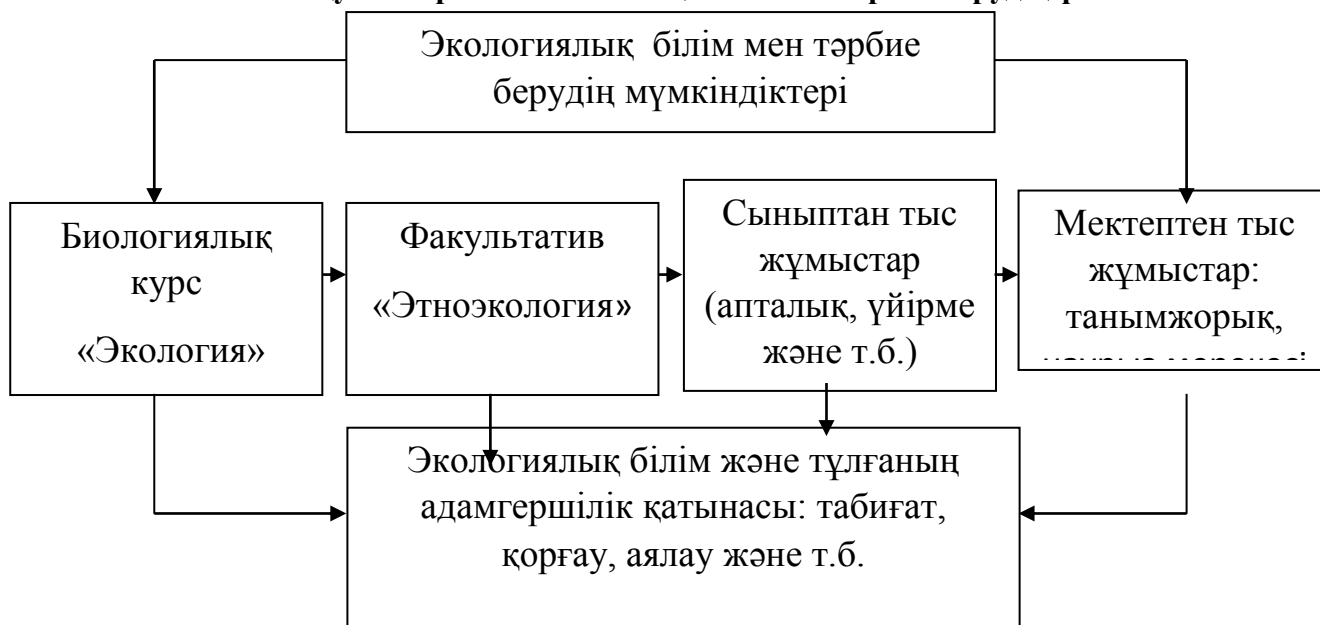 Экологиялық білім мен тәрбие
берудің мүмкіндіктері
Биологиялық
курс
«Экология»
Факультатив
«Этноэкология»
Сыныптан тыс
жұмыстар
(апталық, үйірме
және т.б.)
Мектептен тыс
жұмыстар:
танымжорық,
Экологиялық білім және тұлғаның
адамгершілік қатынасы: табиғат,
қорғау, аялау және т.б.